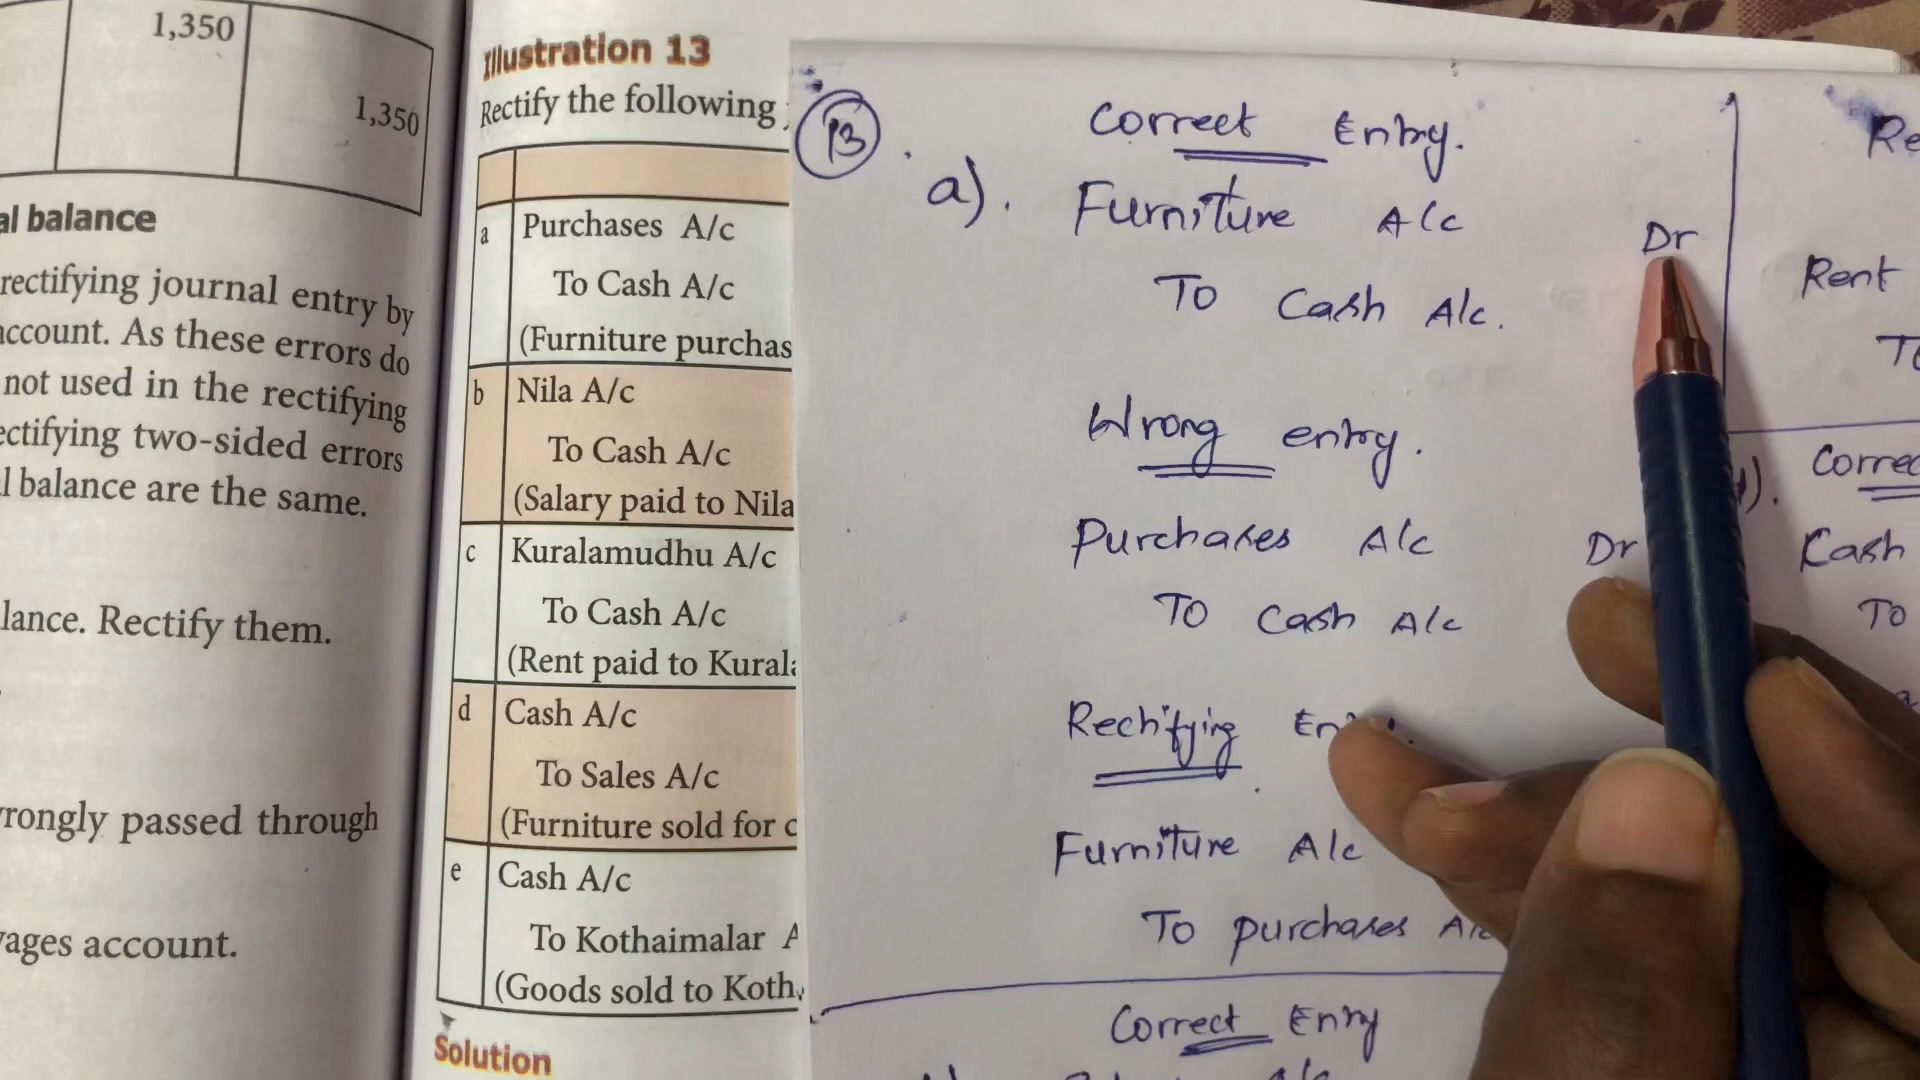 1,350
1,350
al balance
rectifying journal entry by
account. As these errors do
not used in the rectifying
ectifying two-sided errors
l balance are the same.
lance. Rectify them.
rongly passed through
ages account.
Illustration 13
Rectify the following
a Purchases A/c
To Cash A/c
(Furniture purchas
b Nila A/c
To Cash A/c
(Salary paid to Nila
c Kuralamudhu A/c
To Cash A/c
(Rent paid to Kurala
d Cash A/c
To Sales A/c
(Furniture sold for c
e Cash A/c
To Kothaimalar A
(Goods sold to Koth
Solution
13
Correct Entry.
a). Furniture A/c Dr
To Cash A/c.
Wrong entry.
Purchases A/c Dr
To Cash A/c
Rectifying En
Furniture A/c
To purchases A/c
Correct Entry
A/c
Re
Rent
To
Correc
Cash
To